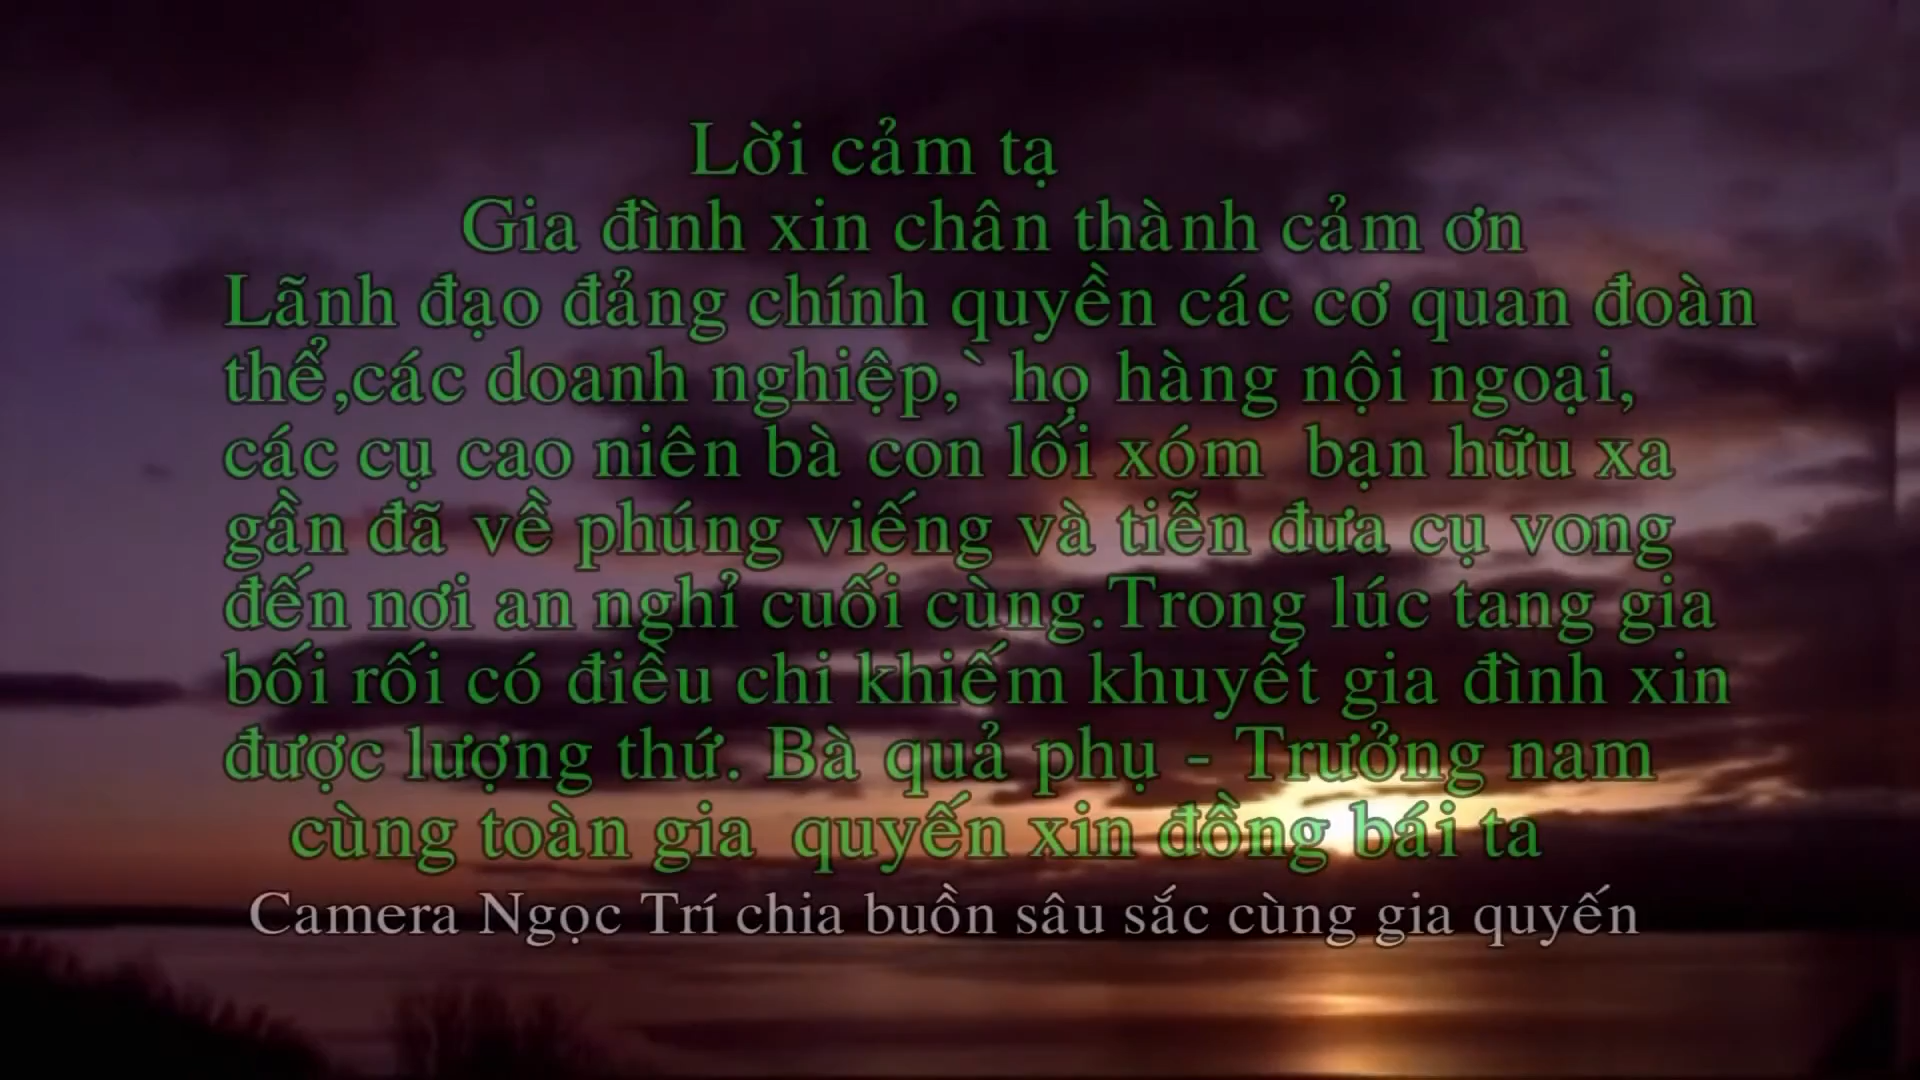 Lời cảm tạ
Gia đình xin chân thành cảm ơn
Lãnh đạo đảng chính quyền các cơ quan đoàn
thể,các doanh nghiệp,` họ hàng nội ngoại,
các cụ cao niên bà con lối xóm bạn hữu xa
gần đã về phúng viếng và tiễn đưa cụ vong
đến nơi an nghỉ cuối cùng.Trong lúc tang gia
bối rối có điều chi khiếm khuyết gia đình xin
được lượng thứ. Bà quả phụ - Trưởng nam
cùng toàn gia quyến xin đồng bái ta
Camera Ngọc Trí chia buồn sâu sắc cùng gia quyến